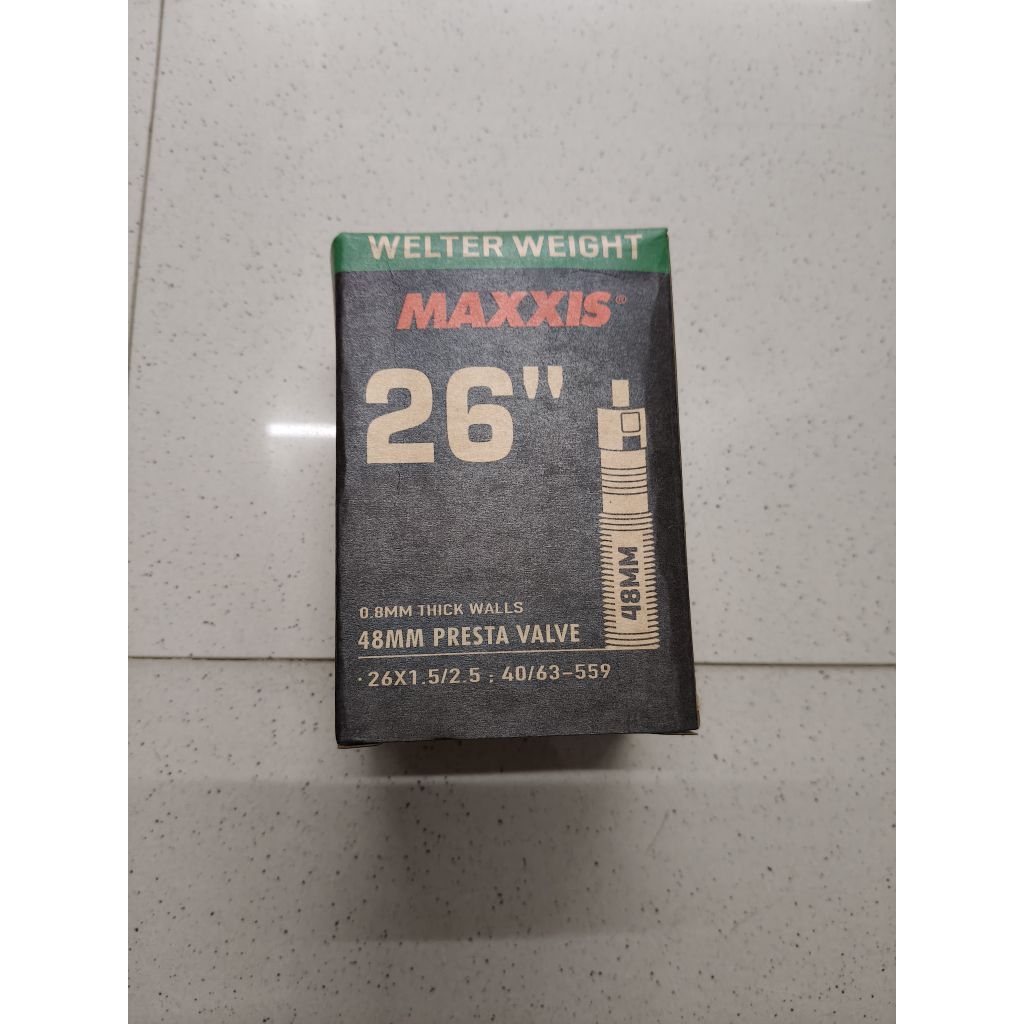 WELTER WEIGHT
MAXXIS®
26"
48MM
0.8MM THICK WALLS
48MM PRESTA VALVE
·26X1.5/2.5 : 40/63-559